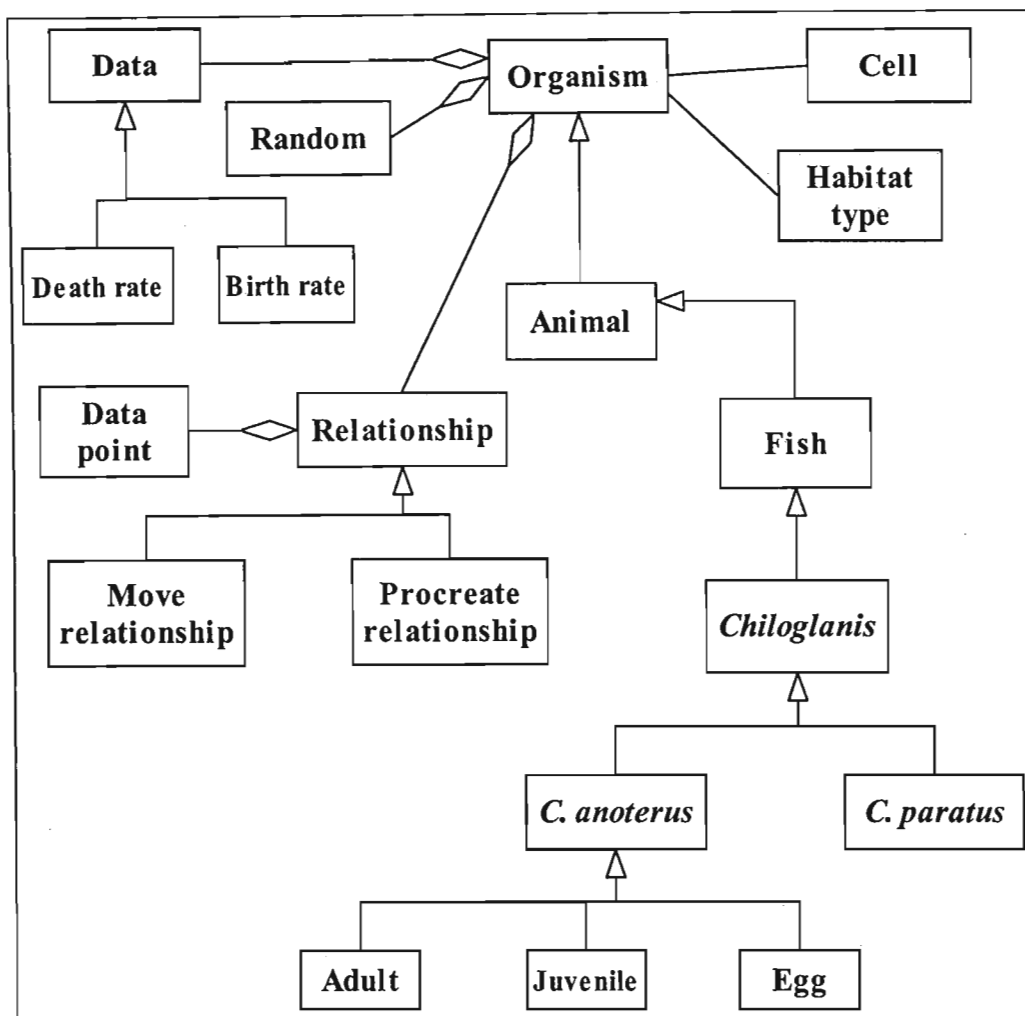 Data
Organism
Cell
Random
Habitat
type
Death rate
Birth rate
Animal
Data
point
Relationship
Fish
Move
relationship
Procreate
relationship
Chiloglanis
C. anoterus
C. paratus
Adult
Juvenile
Egg